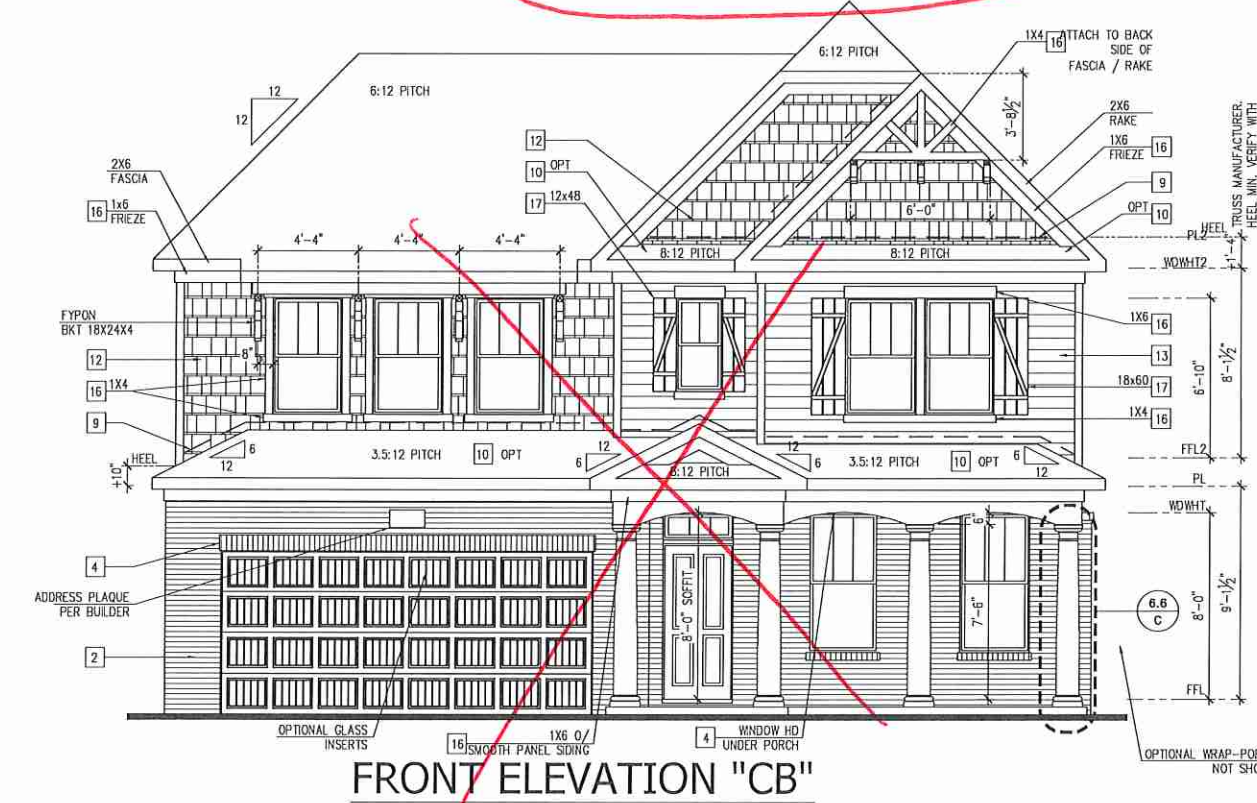 6:12 PITCH
1X4 16 ATTACH TO BACK
SIDE OF
FASCIA / RAKE
6:12 PITCH
12
12
3'-8½"
2X6
RAKE
1X6
FRIEZE 16
TRUSS MANUFACTURER.
HEEL MIN. VERIFY WITH
12
10 OPT
17 12x48
2X6
FASCIA
16 1x6
FRIEZE
9
OPT 10
6'-0"
4'-4"
4'-4"
4'-4"
8:12 PITCH
8:12 PITCH
PL2
HEEL
+1'-4"
WDWHT2
FYPON
BKT 18X24X4
12
8"
16 1X4
9
1X6 16
13
18x60 17
1X4 16
6'-10"
8'-1½"
HEEL
+10"
12
6
3.5:12 PITCH
10 OPT
6
12
12
6
3.5:12 PITCH
10 OPT
6
12
FFL2
8:12 PITCH
PL
WDWHT
4
ADDRESS PLAQUE
PER BUILDER
2
8'-0" SOFFIT
6"
7'-6"
6.6
C
8'-0"
9'-1½"
FFL
OPTIONAL GLASS
INSERTS
16 1X6 O/
SMOOTH PANEL SIDING
4 WINDOW HD
UNDER PORCH
OPTIONAL WRAP-POR
NOT SHO
FRONT ELEVATION "CB"